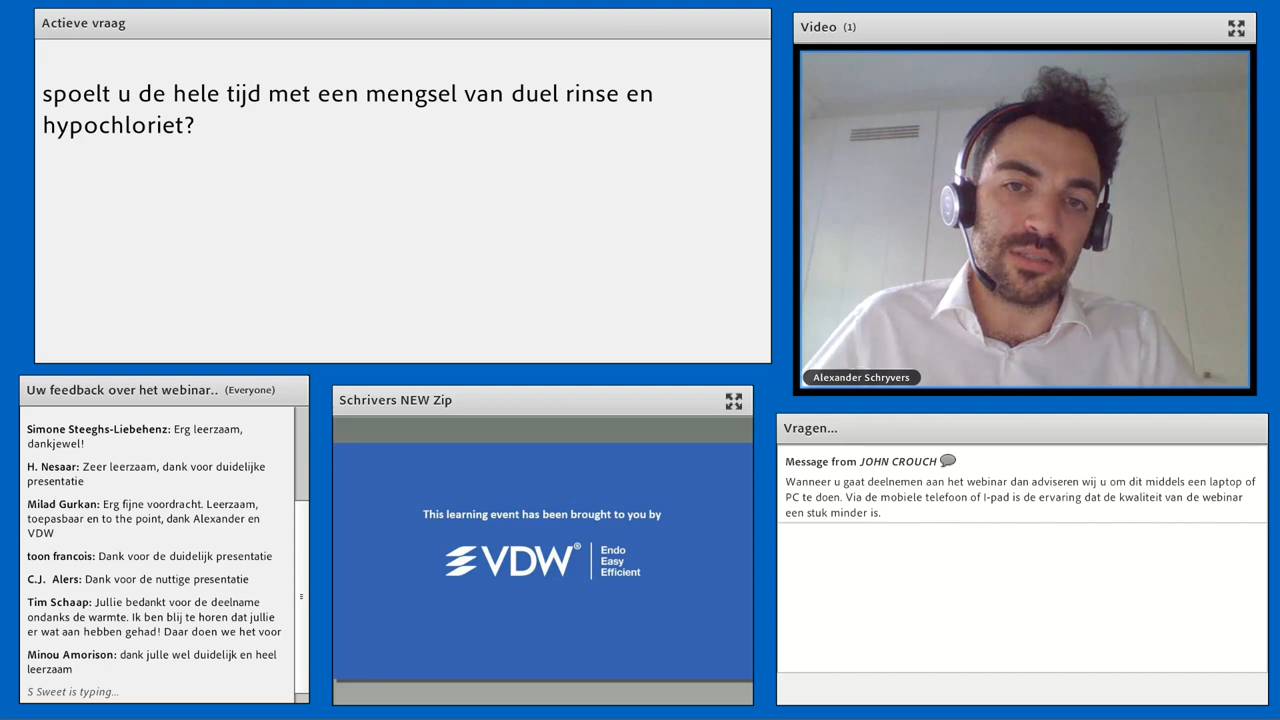 Actieve vraag
spoelt u de hele tijd met een mengsel van duel rinse en
hypochloriet?
Video (1)
Alexander Schryvers
Uw feedback over het webinar.. (Everyone)
Simone Steeghs-Liebehenz: Erg leerzaam,
dankjewel!
H. Nesaar: Zeer leerzaam, dank voor duidelijke
presentatie
Milad Gurkan: Erg fijne voordracht. Leerzaam,
toepasbaar en to the point, dank Alexander en
VDW
toon francois: Dank voor de duidelijk presentatie
C.J. Alers: Dank voor de nuttige presentatie
Tim Schaap: Jullie bedankt voor de deelname
ondanks de warmte. Ik ben blij te horen dat jullie
er wat aan hebben gehad! Daar doen we het voor
Minou Amorison: dank julle wel duidelijk en heel
leerzaam
S Sweet is typing...
Schrivers NEW Zip
This learning event has been brought to you by
VDW®
Endo
Easy
Efficient
Vragen...
Message from JOHN CROUCH
Wanneer u gaat deelnemen aan het webinar dan adviseren wij u om dit middels een laptop of
PC te doen. Via de mobiele telefoon of I-pad is de ervaring dat de kwaliteit van de webinar
een stuk minder is.